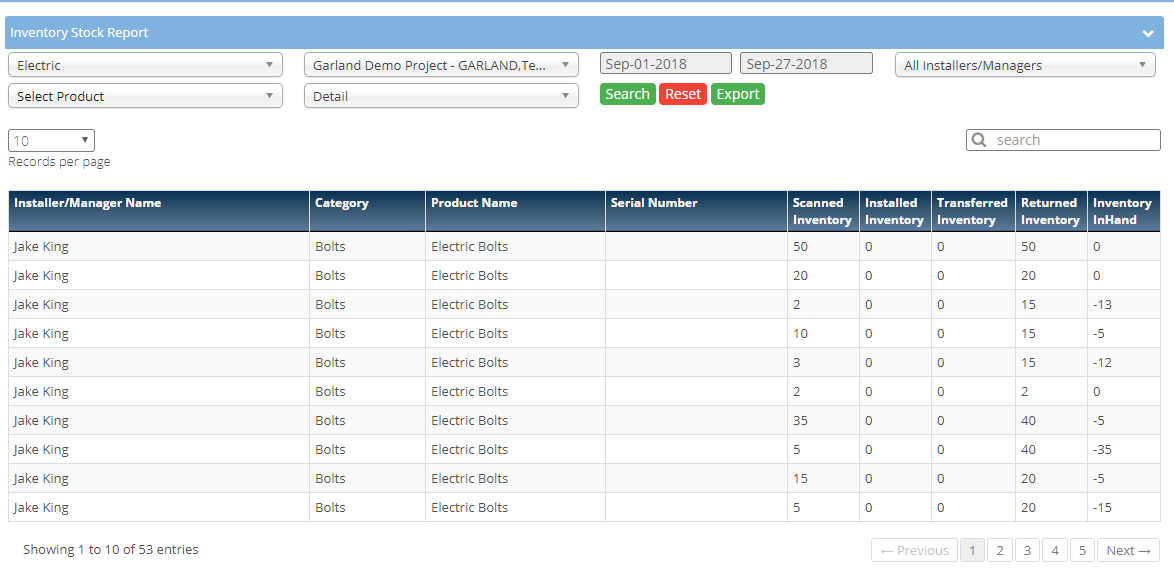 Inventory Stock Report
Electric Garland Demo Project - GARLAND,Te... Sep-01-2018 Sep-27-2018 All Installers/Managers
Select Product Detail Search Reset Export
10 search
Records per page
Installer/Manager Name Category Product Name Serial Number Scanned Inventory Installed Inventory Transferred Inventory Returned Inventory Inventory InHand
Jake King Bolts Electric Bolts 50 0 0 50 0
Jake King Bolts Electric Bolts 20 0 0 20 0
Jake King Bolts Electric Bolts 2 0 0 15 -13
Jake King Bolts Electric Bolts 10 0 0 15 -5
Jake King Bolts Electric Bolts 3 0 0 15 -12
Jake King Bolts Electric Bolts 2 0 0 2 0
Jake King Bolts Electric Bolts 35 0 0 40 -5
Jake King Bolts Electric Bolts 5 0 0 40 -35
Jake King Bolts Electric Bolts 15 0 0 20 -5
Jake King Bolts Electric Bolts 5 0 0 20 -15
Showing 1 to 10 of 53 entries ← Previous 1 2 3 4 5 Next →